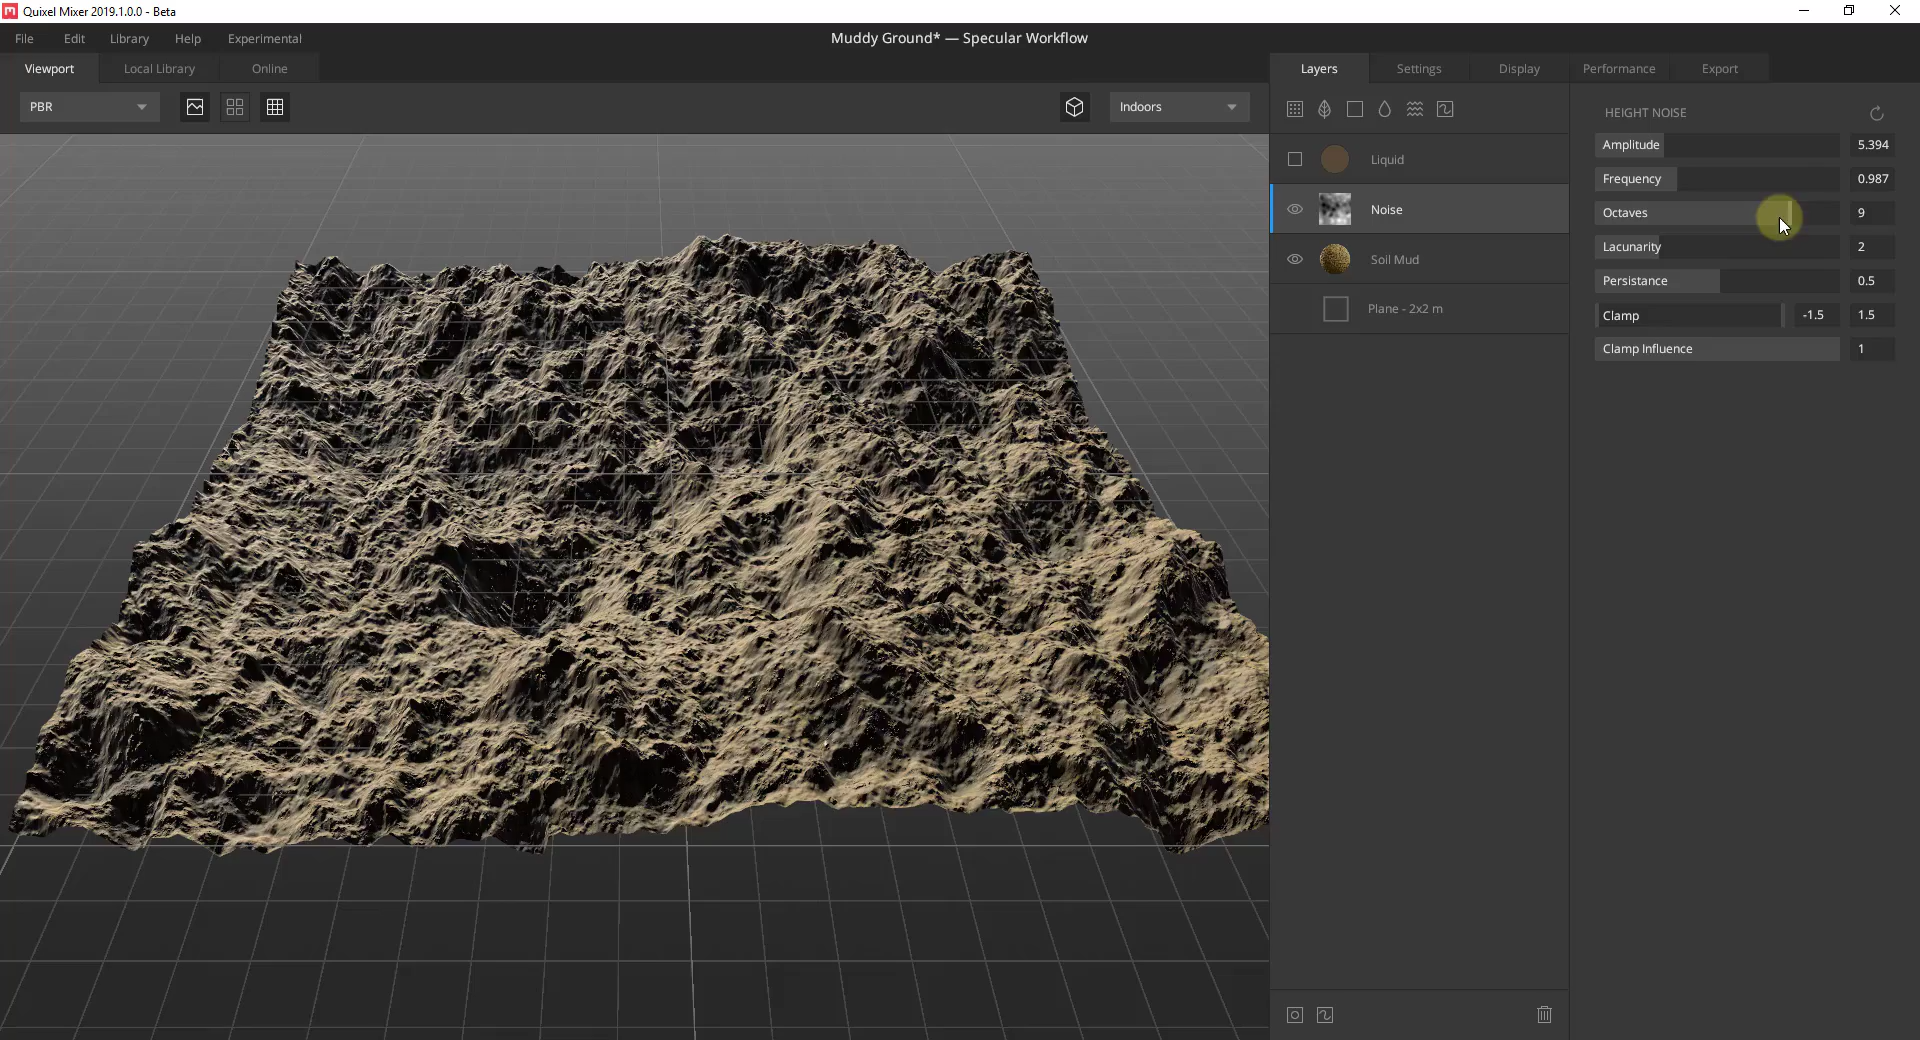 Quixel Mixer 2019.1.0.0 - Beta
File Edit Library Help Experimental
Muddy Ground* — Specular Workflow
Viewport Local Library Online
Layers Settings Display Performance Export
PBR
Indoors
HEIGHT NOISE
Amplitude 5.394
Frequency 0.987
Octaves 9
Lacunarity 2
Persistance 0.5
Clamp -1.5 1.5
Clamp Influence 1
Liquid
Noise
Soil Mud
Plane - 2x2 m